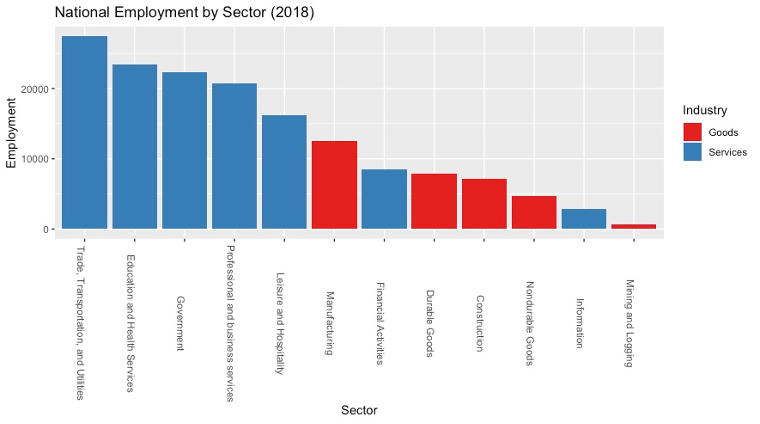 National Employment by Sector (2018)
Employment
20000
10000
0
Trade, Transportation, and Utilities
Education and Health Services
Government
Professional and business services
Leisure and Hospitality
Manufacturing
Financial Activities
Durable Goods
Construction
Nondurable Goods
Information
Mining and Logging
Sector
Industry
Goods
Services